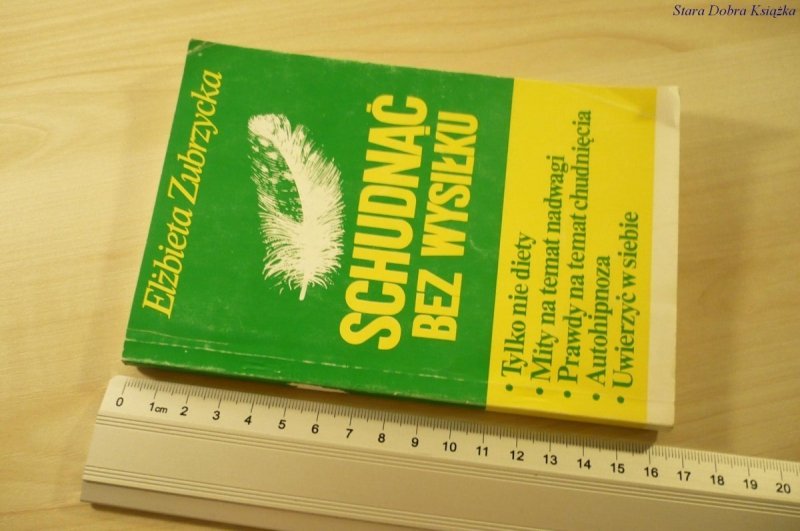 Stara Dobra Książka
Elżbieta Zubrzycka
SCHUDNĄĆ
BEZ WYSIŁKU
• Tylko nie diety
• Mity na temat nadwagi
• Prawdy na temat chudnięcia
• Autohipnoza
• Uwierzyć w siebie
0 1cm 2 3 4 5 6 7 8 9 10 11 12 13 14 15 16 17 18 19 20